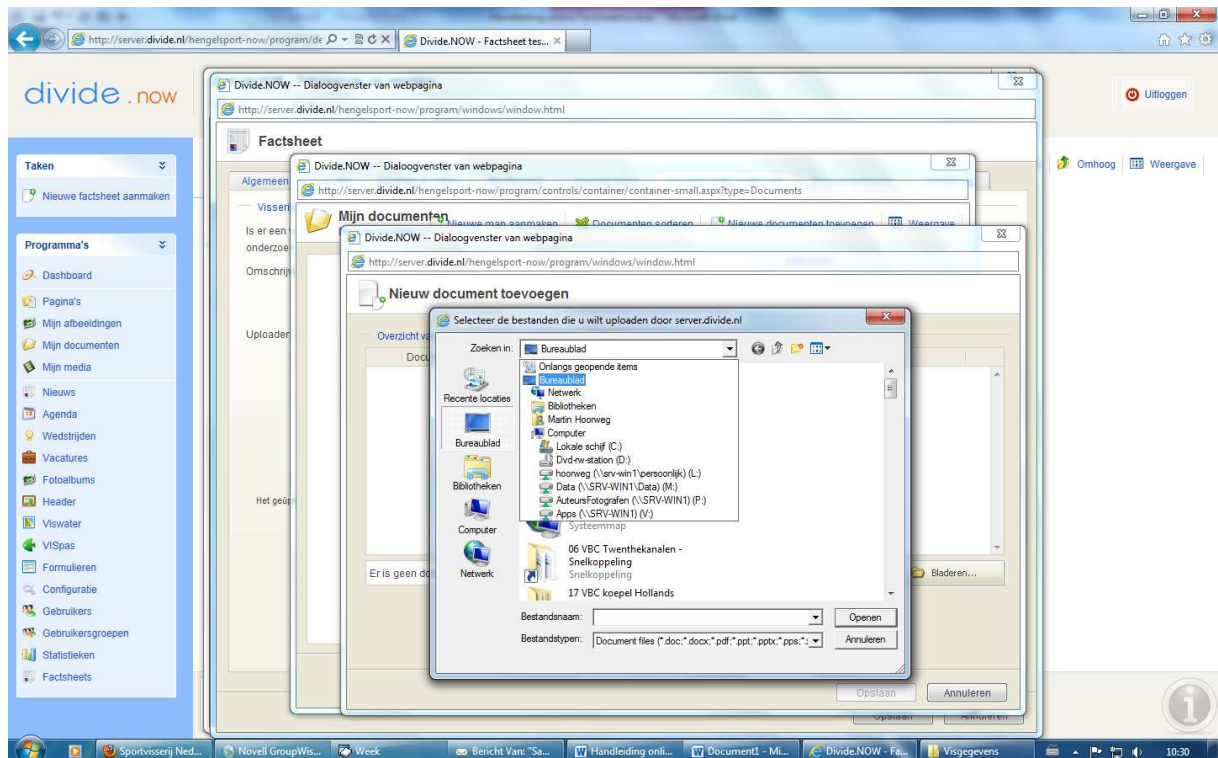 http://server.divide.nl/hengelsport-now/program/de
Divide.NOW - Factsheet tes...
divide.now
Uitloggen
Omhoog
Weergave
Taken
Nieuwe factsheet aanmaken
Programma's
Dashboard
Pagina's
Mijn afbeeldingen
Mijn documenten
Mijn media
Nieuws
Agenda
Wedstrijden
Vacatures
Fotoalbums
Header
Viswater
VISpas
Formulieren
Configuratie
Gebruikers
Gebruikersgroepen
Statistieken
Factsheets
Divide.NOW -- Dialoogvenster van webpagina
http://server.divide.nl/hengelsport-now/program/windows/window.html
Factsheet
Algemeen
Visseri
Is er een
onderzoe
Omschrij
Uploader
Het geüp
Opslaan
Annuleren
Divide.NOW -- Dialoogvenster van webpagina
http://server.divide.nl/hengelsport-now/program/controls/container/container-small.aspx?type=Documents
Mijn documenten
Nieuwe map aanmaken
Documenten sorteren
Nieuwe documenten toevoegen
Weergave
Divide.NOW -- Dialoogvenster van webpagina
http://server.divide.nl/hengelsport-now/program/windows/window.html
Nieuw document toevoegen
Overzicht va
Docu
Er is geen do
Bladeren...
Opslaan
Annuleren
Selecteer de bestanden die u wilt uploaden door server.divide.nl
Zoeken in:
Bureaublad
Recente locaties
Bureaublad
Bibliotheken
Computer
Netwerk
Onlangs geopende items
Bureaublad
Netwerk
Bibliotheken
Martin Hoorweg
Computer
Lokale schijf (C:)
Dvd-rw-station (D:)
hoorweg (\\srv-win1\persoonlijk) (L:)
Data (\\SRV-WIN1\Data) (M:)
AuteursFotografen (\\SRV-WIN1) (P:)
Apps (\\SRV-WIN1) (V:)
Systeemmap
06 VBC Twenthekanalen -
Snelkoppeling
Snelkoppeling
17 VBC koepel Hollands
Bestandsnaam:
Openen
Bestandstypen:
Document files (*.doc;*.docx;*.pdf;*.ppt;*.pptx;*.pps;*.;
Annuleren
Sportvisserij Ned...
Novell GroupWis...
Week
Bericht Van: "Sa...
Handleiding onli...
Document1 - Mi...
Divide.NOW - Fa...
Visgegevens
10:30